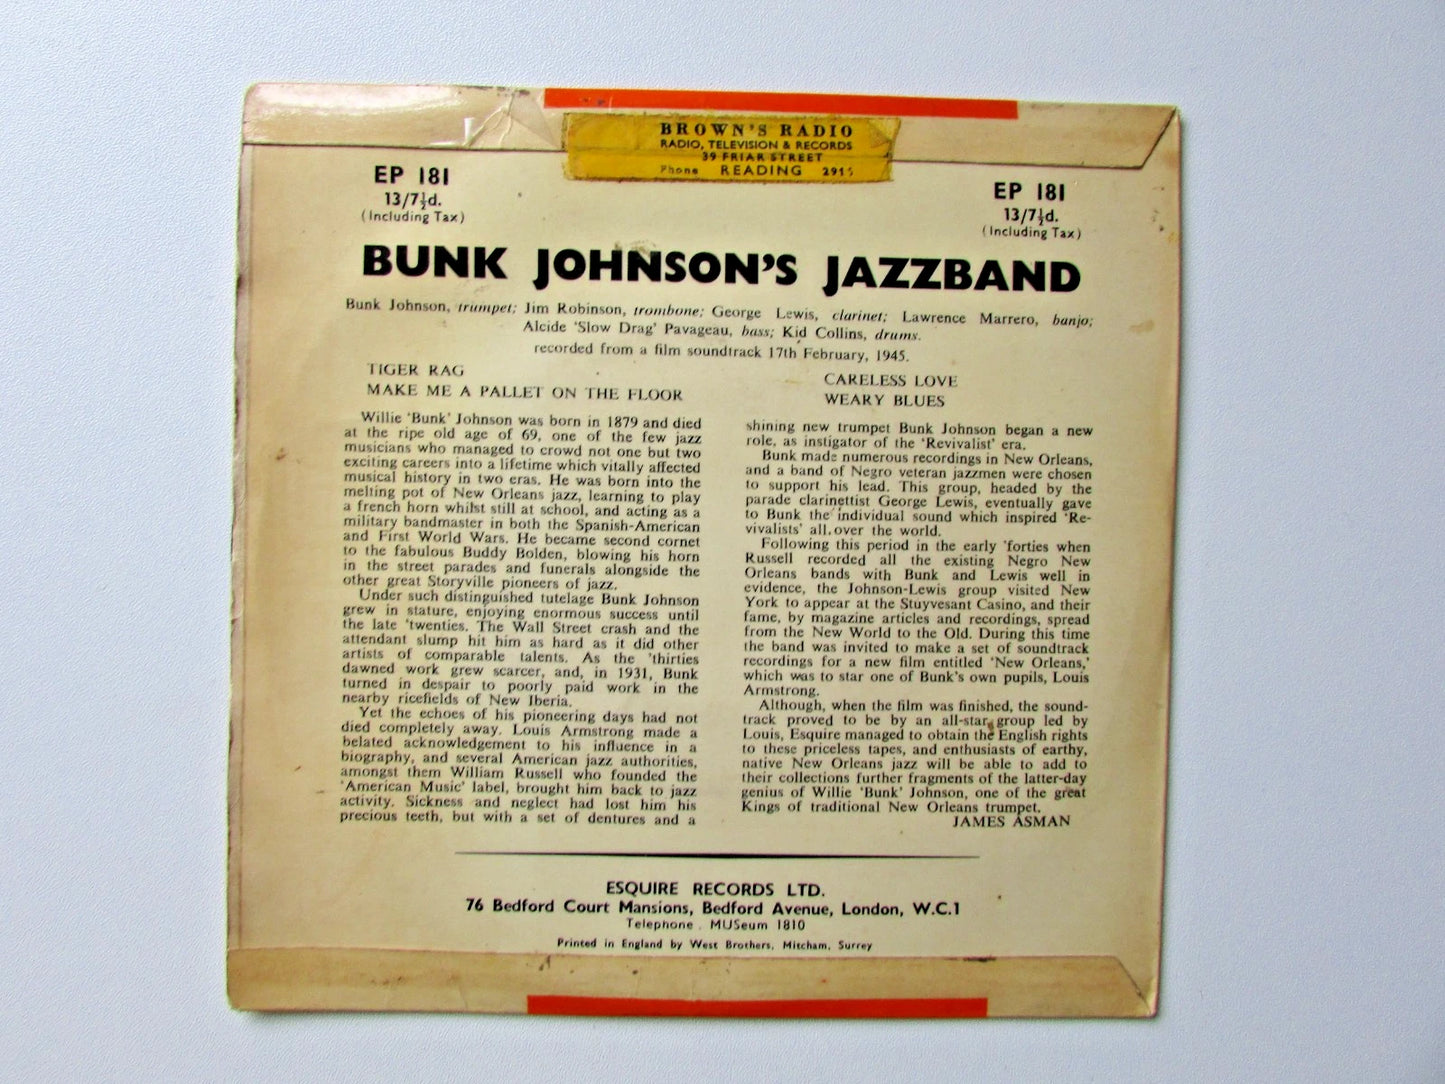 BROWN'S RADIO
RADIO, TELEVISION & RECORDS
39 FRIAR STREET
Phone READING 291
EP 181
13/7½d.
(Including Tax)
EP 181
13/7½d.
(Including Tax)
BUNK JOHNSON'S JAZZBAND
Bunk Johnson, trumpet; Jim Robinson, trombone; George Lewis, clarinet; Lawrence Marrero, banjo;
Alcide 'Slow Drag' Pavageau, bass; Kid Collins, drums.
recorded from a film soundtrack 17th February, 1945.
TIGER RAG
MAKE ME A PALLET ON THE FLOOR
CARELESS LOVE
WEARY BLUES
Willie 'Bunk' Johnson was born in 1879 and died
at the ripe old age of 69, one of the few jazz
musicians who managed to crowd not one but two
exciting careers into a lifetime which vitally affected
musical history in two eras. He was born into the
melting pot of New Orleans jazz, learning to play
a french horn whilst still at school, and acting as a
military bandmaster in both the Spanish-American
and First World Wars. He became second cornet
to the fabulous Buddy Bolden, blowing his horn
in the street parades and funerals alongside the
other great Storyville pioneers of jazz.
Under such distinguished tutelage Bunk Johnson
grew in stature, enjoying enormous success until
the late 'twenties. The Wall Street crash and the
attendant slump hit him as hard as it did other
artists of comparable talents. As the 'thirties
dawned work grew scarcer, and, in 1931, Bunk
turned in despair to poorly paid work in the
nearby ricefields of New Iberia.
Yet the echoes of his pioneering days had not
died completely away. Louis Armstrong made a
belated acknowledgement to his influence in a
biography, and several American jazz authorities,
amongst them William Russell who founded the
'American Music' label, brought him back to jazz
activity. Sickness and neglect had lost him his
precious teeth, but with a set of dentures and a
shining new trumpet Bunk Johnson began a new
role, as instigator of the 'Revivalist' era.
Bunk made numerous recordings in New Orleans,
and a band of Negro veteran jazzmen were chosen
to support his lead. This group, headed by the
parade clarinettist George Lewis, eventually gave
to Bunk the individual sound which inspired 'Re-
vivalists' all over the world.
Following this period in the early 'forties when
Russell recorded all the existing Negro New
Orleans bands with Bunk and Lewis well in
evidence, the Johnson-Lewis group visited New
York to appear at the Stuyvesant Casino, and their
fame, by magazine articles and recordings, spread
from the New World to the Old. During this time
the band was invited to make a set of soundtrack
recordings for a new film entitled 'New Orleans,'
which was to star one of Bunk's own pupils, Louis
Armstrong.
Although, when the film was finished, the sound-
track proved to be by an all-star group led by
Louis, Esquire managed to obtain the English rights
to these priceless tapes, and enthusiasts of earthy,
native New Orleans jazz will be able to add to
their collections further fragments of the latter-day
genius of Willie 'Bunk' Johnson, one of the great
Kings of traditional New Orleans trumpet.
JAMES ASMAN
ESQUIRE RECORDS LTD.
76 Bedford Court Mansions, Bedford Avenue, London, W.C.1
Telephone . MUSeum 1810
Printed in England by West Brothers, Mitcham, Surrey